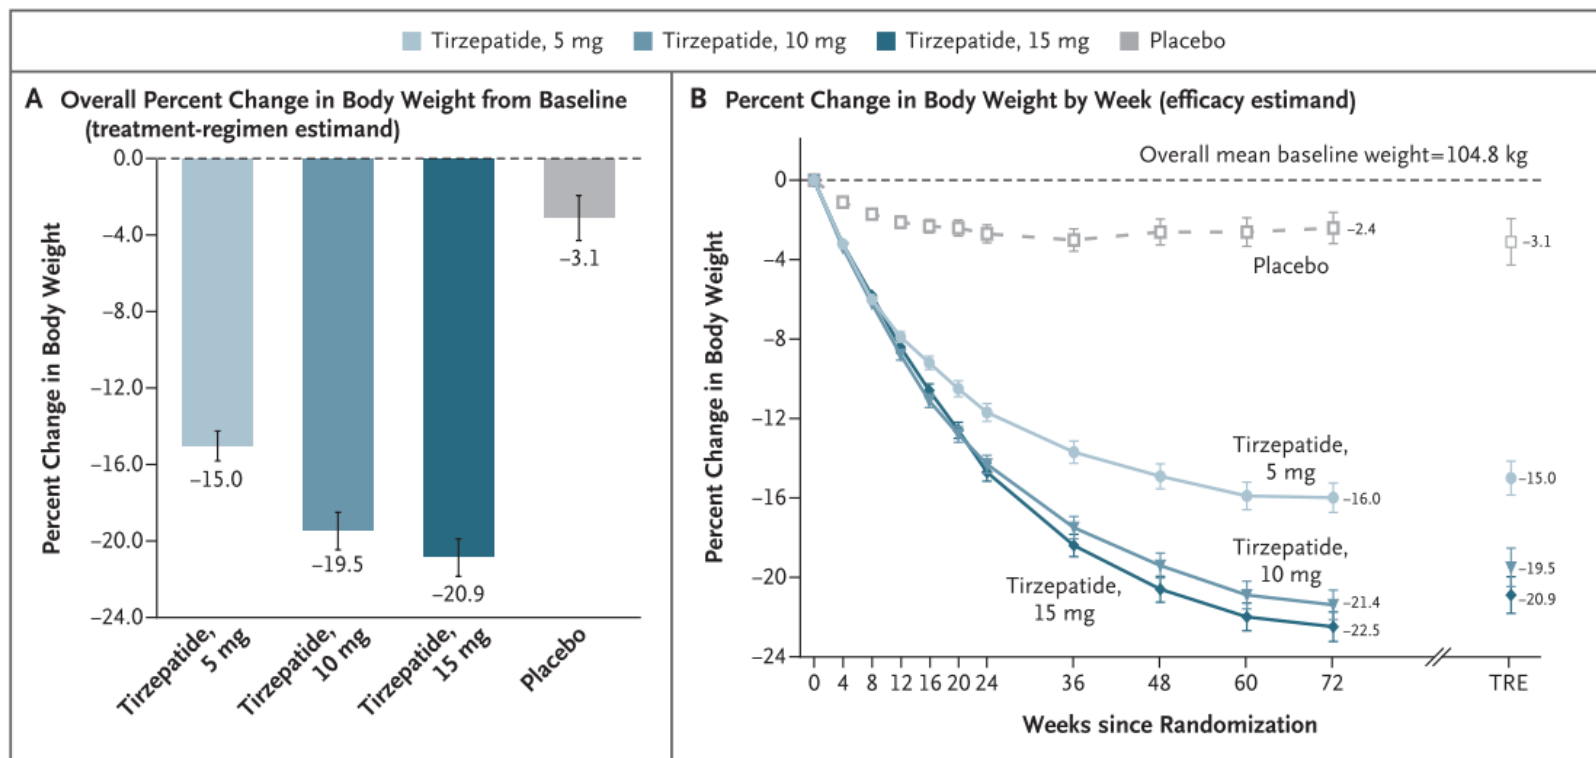 Tirzepatide, 5 mg Tirzepatide, 10 mg Tirzepatide, 15 mg Placebo
A Overall Percent Change in Body Weight from Baseline
(treatment-regimen estimand)
Percent Change in Body Weight
0.0
−4.0
−8.0
−12.0
−16.0
−20.0
−24.0
−15.0
−19.5
−20.9
−3.1
Tirzepatide,
5 mg
Tirzepatide,
10 mg
Tirzepatide,
15 mg
Placebo
B Percent Change in Body Weight by Week (efficacy estimand)
Overall mean baseline weight=104.8 kg
Percent Change in Body Weight
0
−4
−8
−12
−16
−20
−24
−2.4
−3.1
Placebo
Tirzepatide,
5 mg
−16.0
−15.0
Tirzepatide,
10 mg
−21.4
−19.5
Tirzepatide,
15 mg
−22.5
−20.9
0 4 8 12 16 20 24 36 48 60 72 TRE
Weeks since Randomization